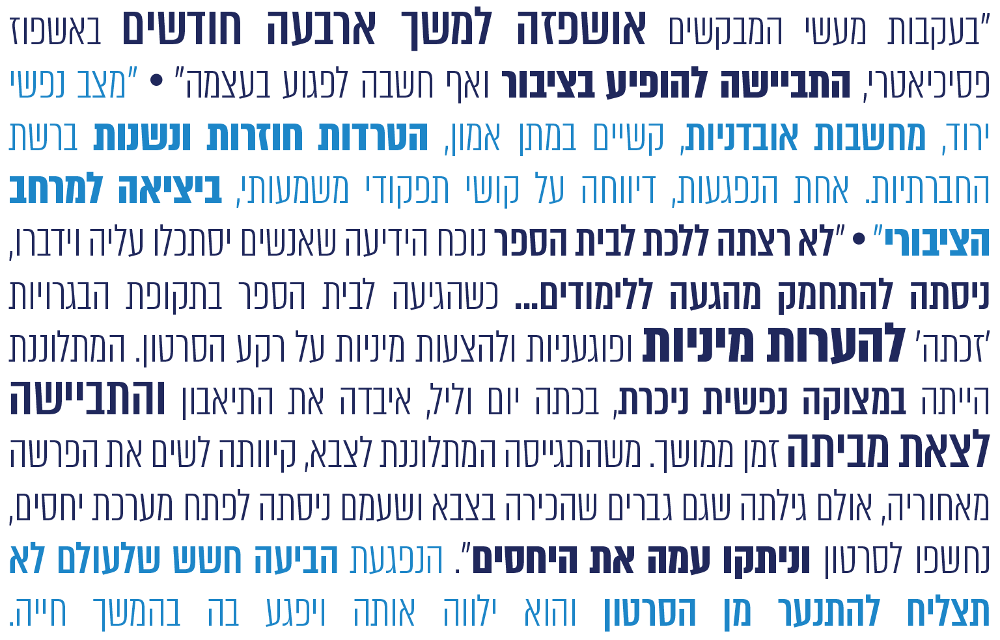 "בעקבות מעשי המבקשים אושפזה למשך ארבעה חודשים באשפוז
פסיכיאטרי, התביישה להופיע בציבור ואף חשבה לפגוע בעצמה" • "מצב נפשי
ירוד, מחשבות אובדניות, קשיים במתן אמון, הטרדות חוזרות ונשנות ברשת
החברתיות. אחת הנפגעות, דיווחה על קושי תפקודי משמעותי, ביציאה למרחב
הציבורי" • "לא רצתה ללכת לבית הספר נוכח הידיעה שאנשים יסתכלו עליה וידברו,
ניסתה להתחמק מהגעה ללימודים... כשהגיעה לבית הספר בתקופת הבגרויות
'זכתה' להערות מיניות ופוגעניות ולהצעות מיניות על רקע הסרטון. המתלוננת
הייתה במצוקה נפשית ניכרת, בכתה יום וליל, איבדה את התיאבון והתביישה
לצאת מביתה זמן ממושך. משהתגייסה המתלוננת לצבא, קיוותה לשים את הפרשה
מאחוריה, אולם גילתה שגם גברים שהכירה בצבא ושעמם ניסתה לפתח מערכת יחסים,
נחשפו לסרטון וניתקו עמה את היחסים". הנפגעת הביעה חשש שלעולם לא
תצליח להתנער מן הסרטון והוא ילווה אותה ויפגע בה בהמשך חייה.